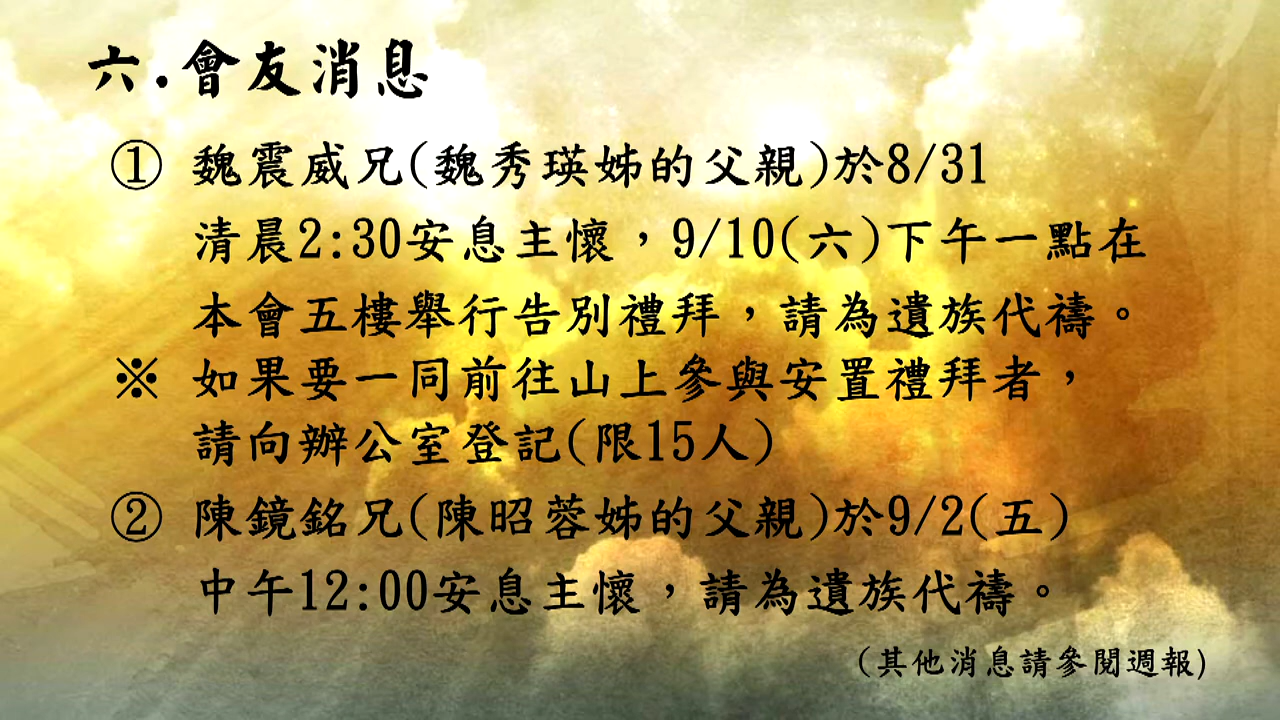 六.會友消息
① 魏震威兄(魏秀瑛姊的父親)於8/31
清晨2:30安息主懷，9/10(六)下午一點在
本會五樓舉行告別禮拜，請為遺族代禱。
※ 如果要一同前往山上參與安置禮拜者，
請向辦公室登記(限15人)
② 陳鏡銘兄(陳昭蓉姊的父親)於9/2(五)
中午12:00安息主懷，請為遺族代禱。
(其他消息請參閱週報)